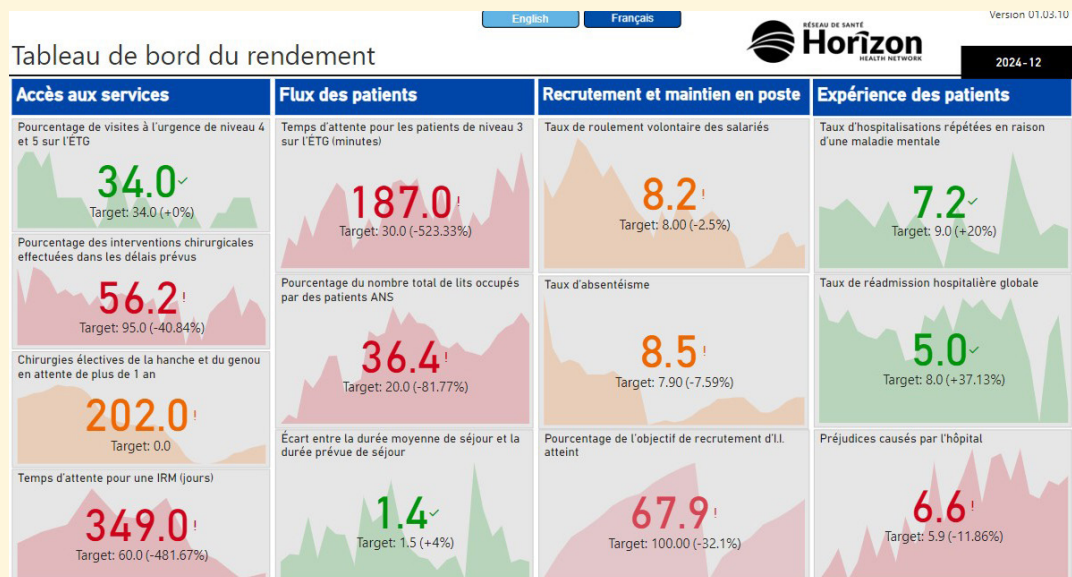 English
Français
Version 01.03.10
Tableau de bord du rendement
RÉSEAU DE SANTÉ
Horizon
HEALTH NETWORK
2024-12
Accès aux services
Pourcentage de visites à l'urgence de niveau 4
et 5 sur l'ÉTG
34.0
Target: 34.0 (+0%)
Pourcentage des interventions chirurgicales
effectuées dans les délais prévus
56.2!
Target: 95.0 (-40.84%)
Chirurgies électives de la hanche et du genou
en attente de plus de 1 an
202.0!
Target: 0.0
Temps d'attente pour une IRM (jours)
349.0!
Target: 60.0 (-481.67%)
Flux des patients
Temps d'attente pour les patients de niveau 3
sur l'ÉTG (minutes)
187.0!
Target: 30.0 (-523.33%)
Pourcentage du nombre total de lits occupés
par des patients ANS
36.4!
Target: 20.0 (-81.77%)
Écart entre la durée moyenne de séjour et la
durée prévue de séjour
1.4
Target: 1.5 (+4%)
Recrutement et maintien en poste
Taux de roulement volontaire des salariés
8.2!
Target: 8.00 (-2.5%)
Taux d'absentéisme
8.5!
Target: 7.90 (-7.59%)
Pourcentage de l'objectif de recrutement d'I.I.
atteint
67.9!
Target: 100.00 (-32.1%)
Expérience des patients
Taux d'hospitalisations répétées en raison
d'une maladie mentale
7.2
Target: 9.0 (+20%)
Taux de réadmission hospitalière globale
5.0
Target: 8.0 (+37.13%)
Préjudices causés par l'hôpital
6.6!
Target: 5.9 (-11.86%)